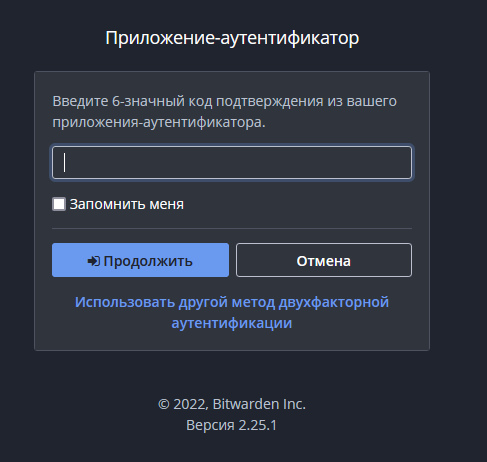 Приложение-аутентификатор
Введите 6-значный код подтверждения из вашего
приложения-аутентификатора.
Запомнить меня
Продолжить
Отмена
Использовать другой метод двухфакторной
аутентификации
© 2022, Bitwarden Inc.
Версия 2.25.1